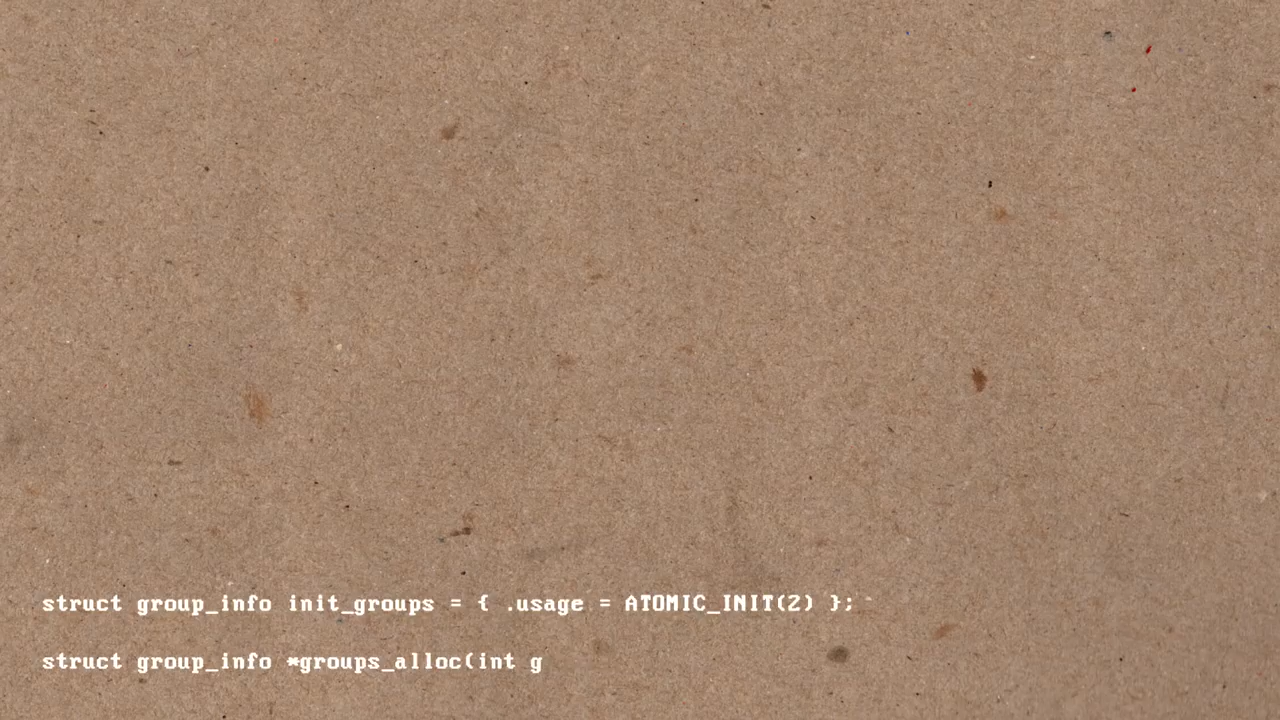 struct group_info init_groups = { .usage = ATOMIC_INIT(2) };
struct group_info *groups_alloc(int g